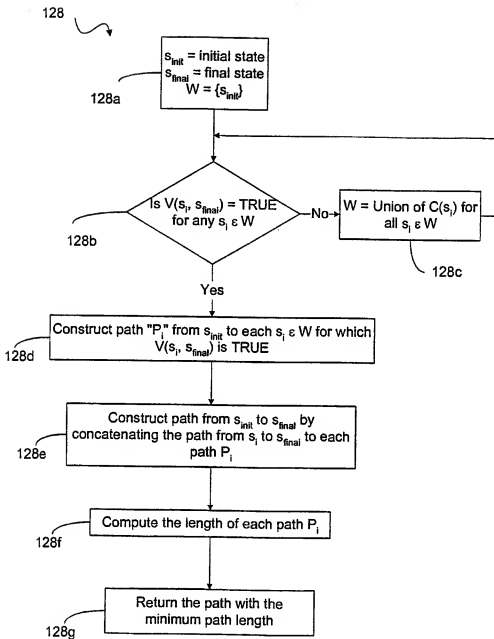 128
s_init = initial state
s_final = final state
W = {s_init}
128a
Is V(s_i, s_final) = TRUE
for any s_i ε W
128b
No
W = Union of C(s_i) for
all s_i ε W
128c
Yes
Construct path "P_i" from s_init to each s_i ε W for which
V(s_i, s_final) is TRUE
128d
Construct path from s_init to s_final by
concatenating the path from s_i to s_final to each
path P_i
128e
Compute the length of each path P_i
128f
Return the path with the
minimum path length
128g